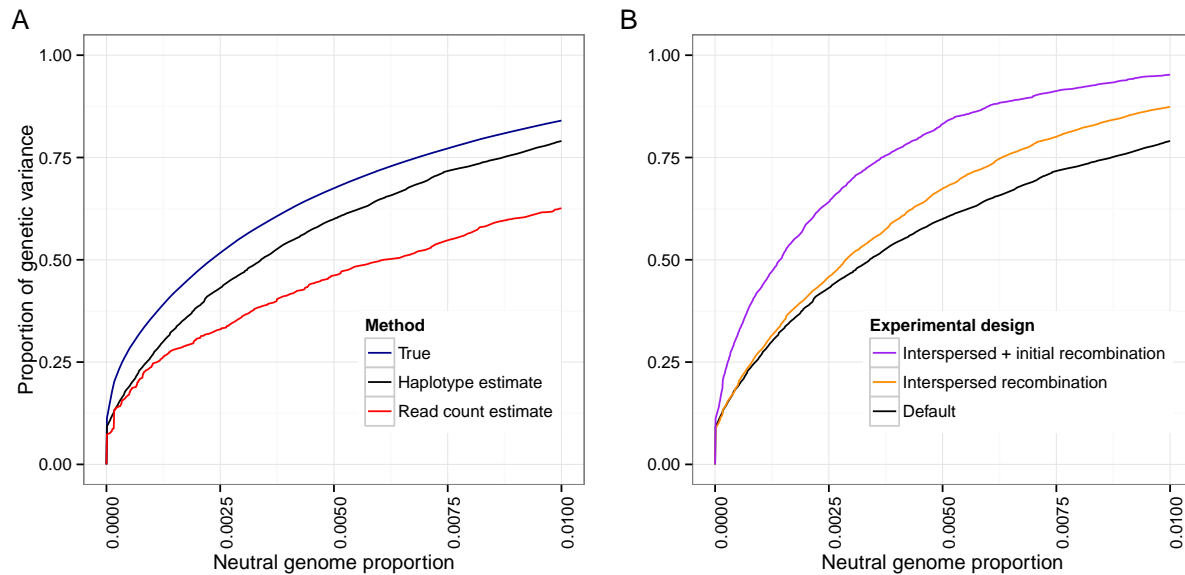 A
Proportion of genetic variance
1.00
0.75
0.50
0.25
0.00
Method
True
Haplotype estimate
Read count estimate
0.0000
0.0025
0.0050
0.0075
0.0100
Neutral genome proportion
B
1.00
0.75
0.50
0.25
0.00
Experimental design
Interspersed + initial recombination
Interspersed recombination
Default
0.0000
0.0025
0.0050
0.0075
0.0100
Neutral genome proportion